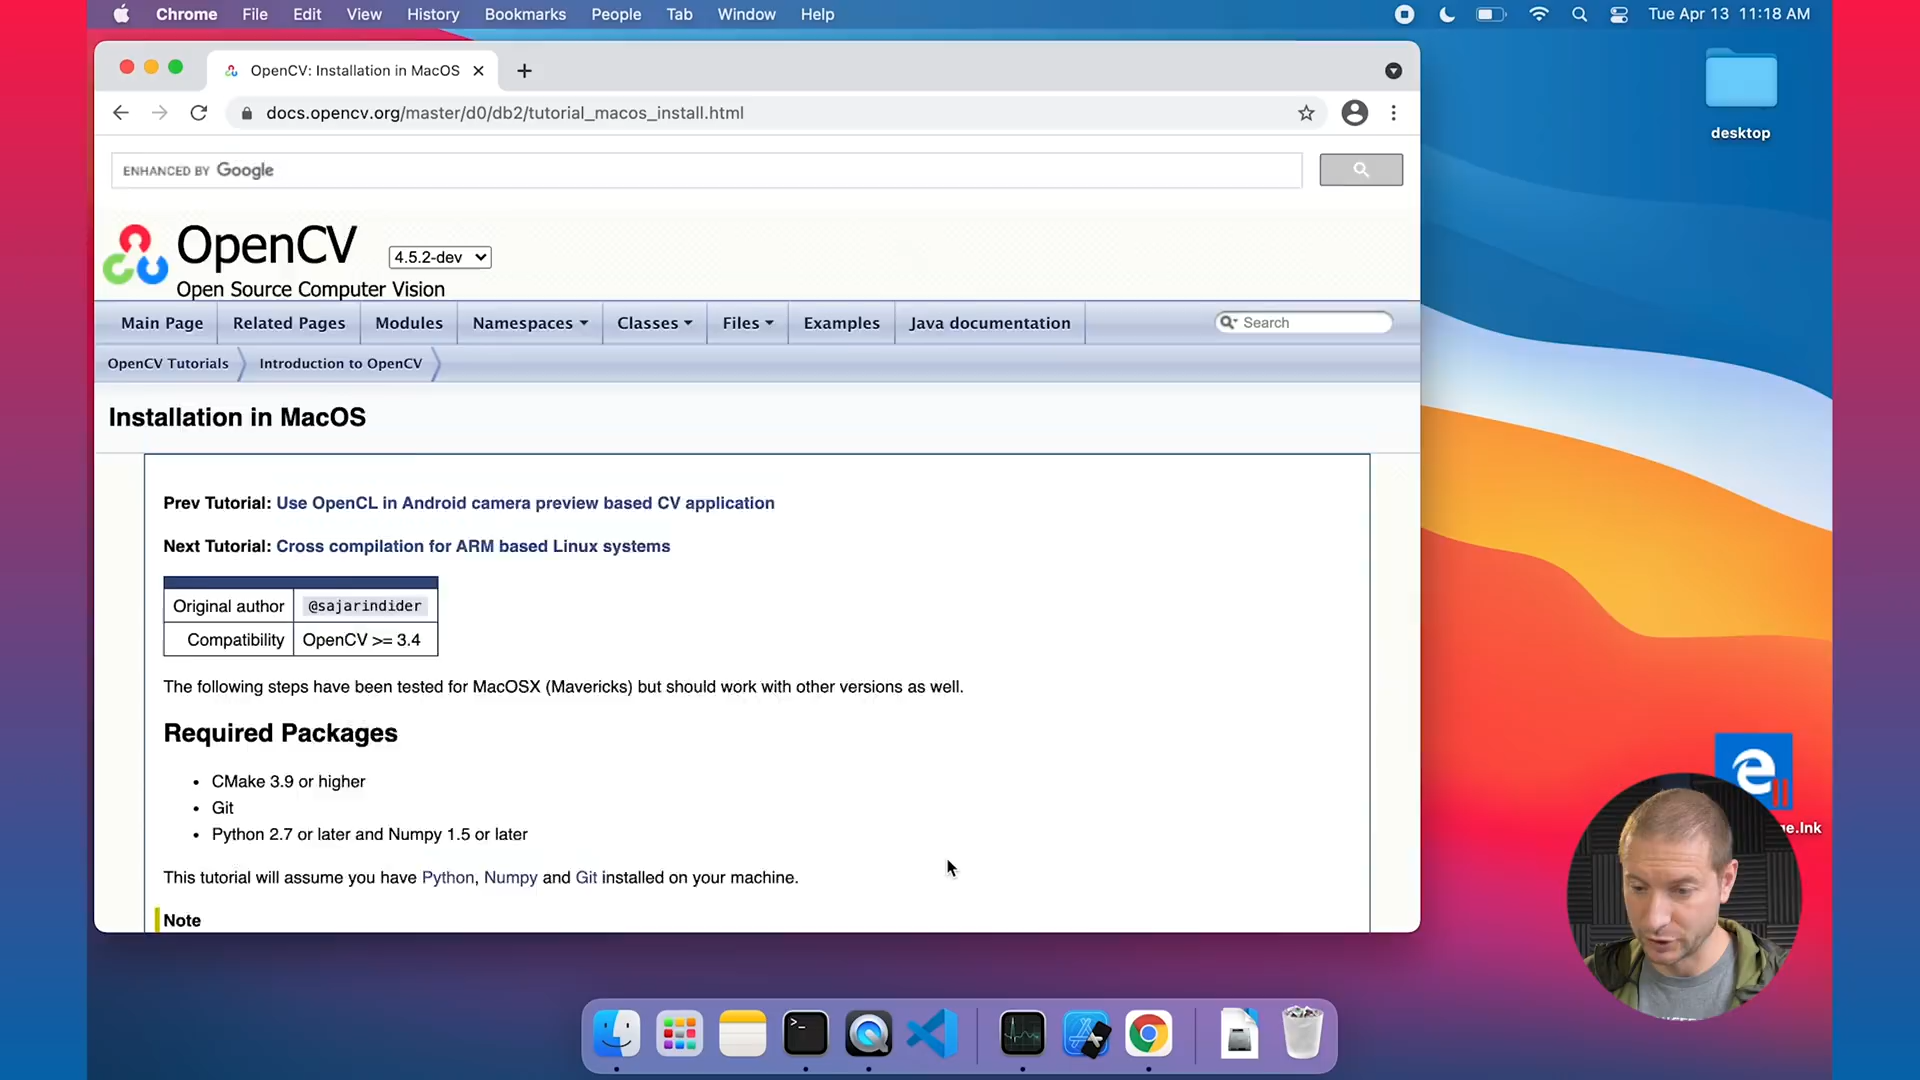 Chrome File Edit View History Bookmarks People Tab Window Help
Tue Apr 13 11:18 AM
OpenCV: Installation in MacOS
desktop
docs.opencv.org/master/d0/db2/tutorial_macos_install.html
ENHANCED BY Google
OpenCV
4.5.2-dev
Open Source Computer Vision
Main Page Related Pages Modules Namespaces Classes Files Examples Java documentation
Search
OpenCV Tutorials Introduction to OpenCV
Installation in MacOS
Prev Tutorial: Use OpenCL in Android camera preview based CV application
Next Tutorial: Cross compilation for ARM based Linux systems
Original author @sajarindider
Compatibility OpenCV >= 3.4
The following steps have been tested for MacOSX (Mavericks) but should work with other versions as well.
Required Packages
CMake 3.9 or higher
Git
Python 2.7 or later and Numpy 1.5 or later
This tutorial will assume you have Python, Numpy and Git installed on your machine.
Note